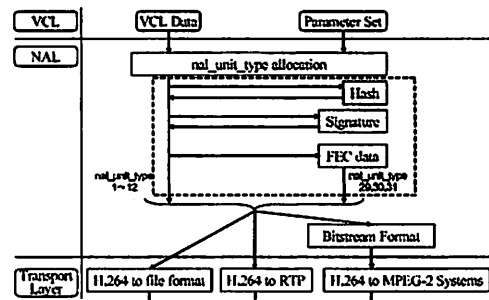 VCL
VCL Data
Parameter Set
NAL
nal_unit_type allocation
Hash
Signature
FEC data
nal_unit_type
1~12
nal_unit_type
29,30,31
Bitstream Format
Transport
Layer
H.264 to file format
H.264 to RTP
H.264 to MPEG-2 Systems